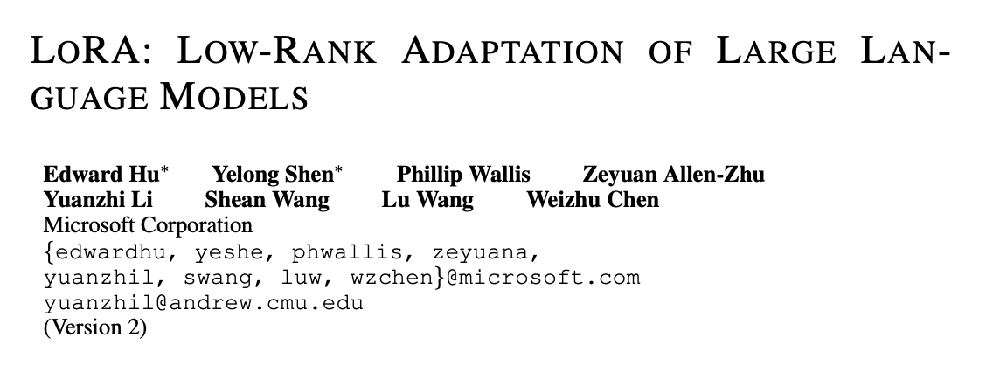 LORA: LOW-RANK ADAPTATION OF LARGE LAN-
GUAGE MODELS
Edward Hu* Yelong Shen* Phillip Wallis Zeyuan Allen-Zhu
Yuanzhi Li Shean Wang Lu Wang Weizhu Chen
Microsoft Corporation
{edwardhu, yeshe, phwallis, zeyuana,
yuanzhil, swang, luw, wzchen}@microsoft.com
yuanzhil@andrew.cmu.edu
(Version 2)